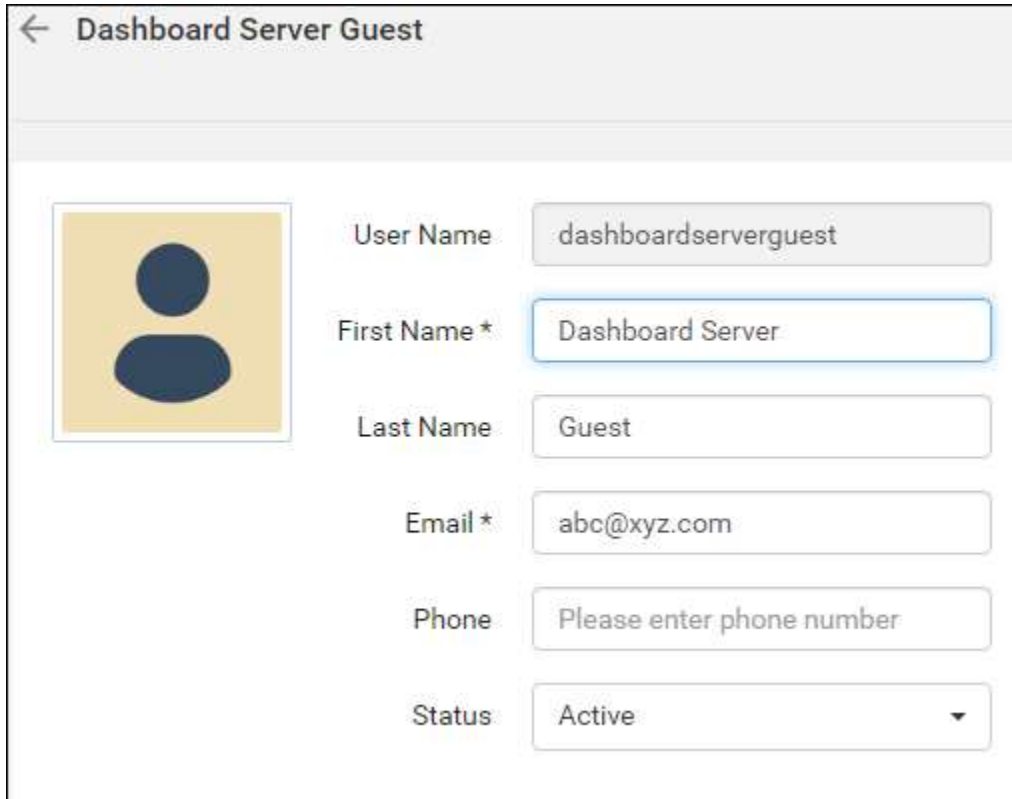 Dashboard Server Guest
User Name dashboardserverguest
First Name * Dashboard Server
Last Name Guest
Email * abc@xyz.com
Phone Please enter phone number
Status Active